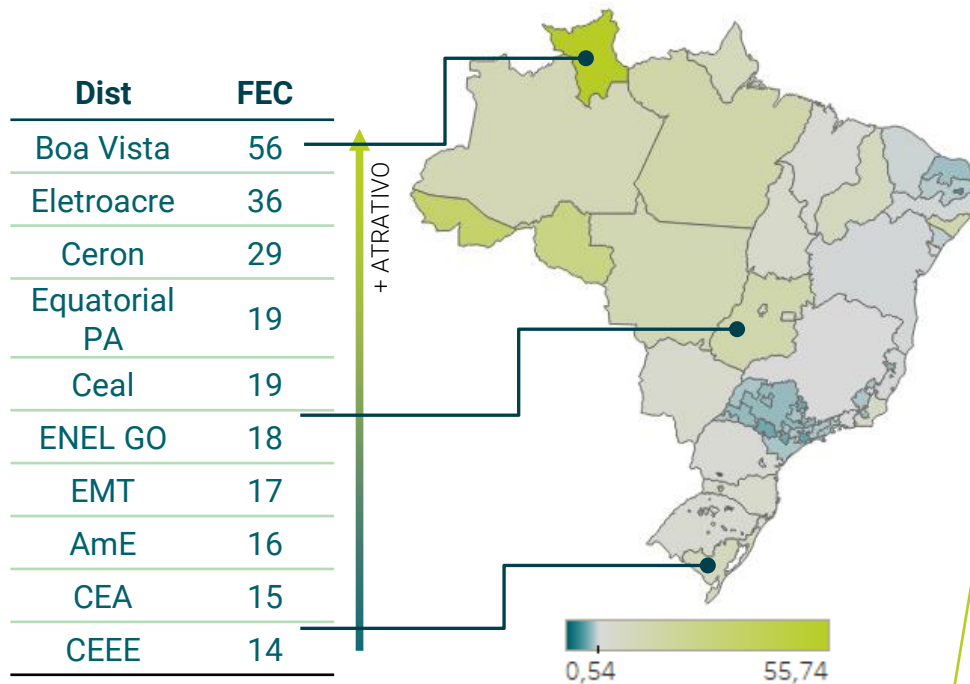 Dist FEC
Boa Vista 56
Eletroacre 36
Ceron 29
Equatorial
PA 19
Ceal 19
ENEL GO 18
EMT 17
AmE 16
CEA 15
CEEE 14
+ ATRATIVO
0,54 55,74